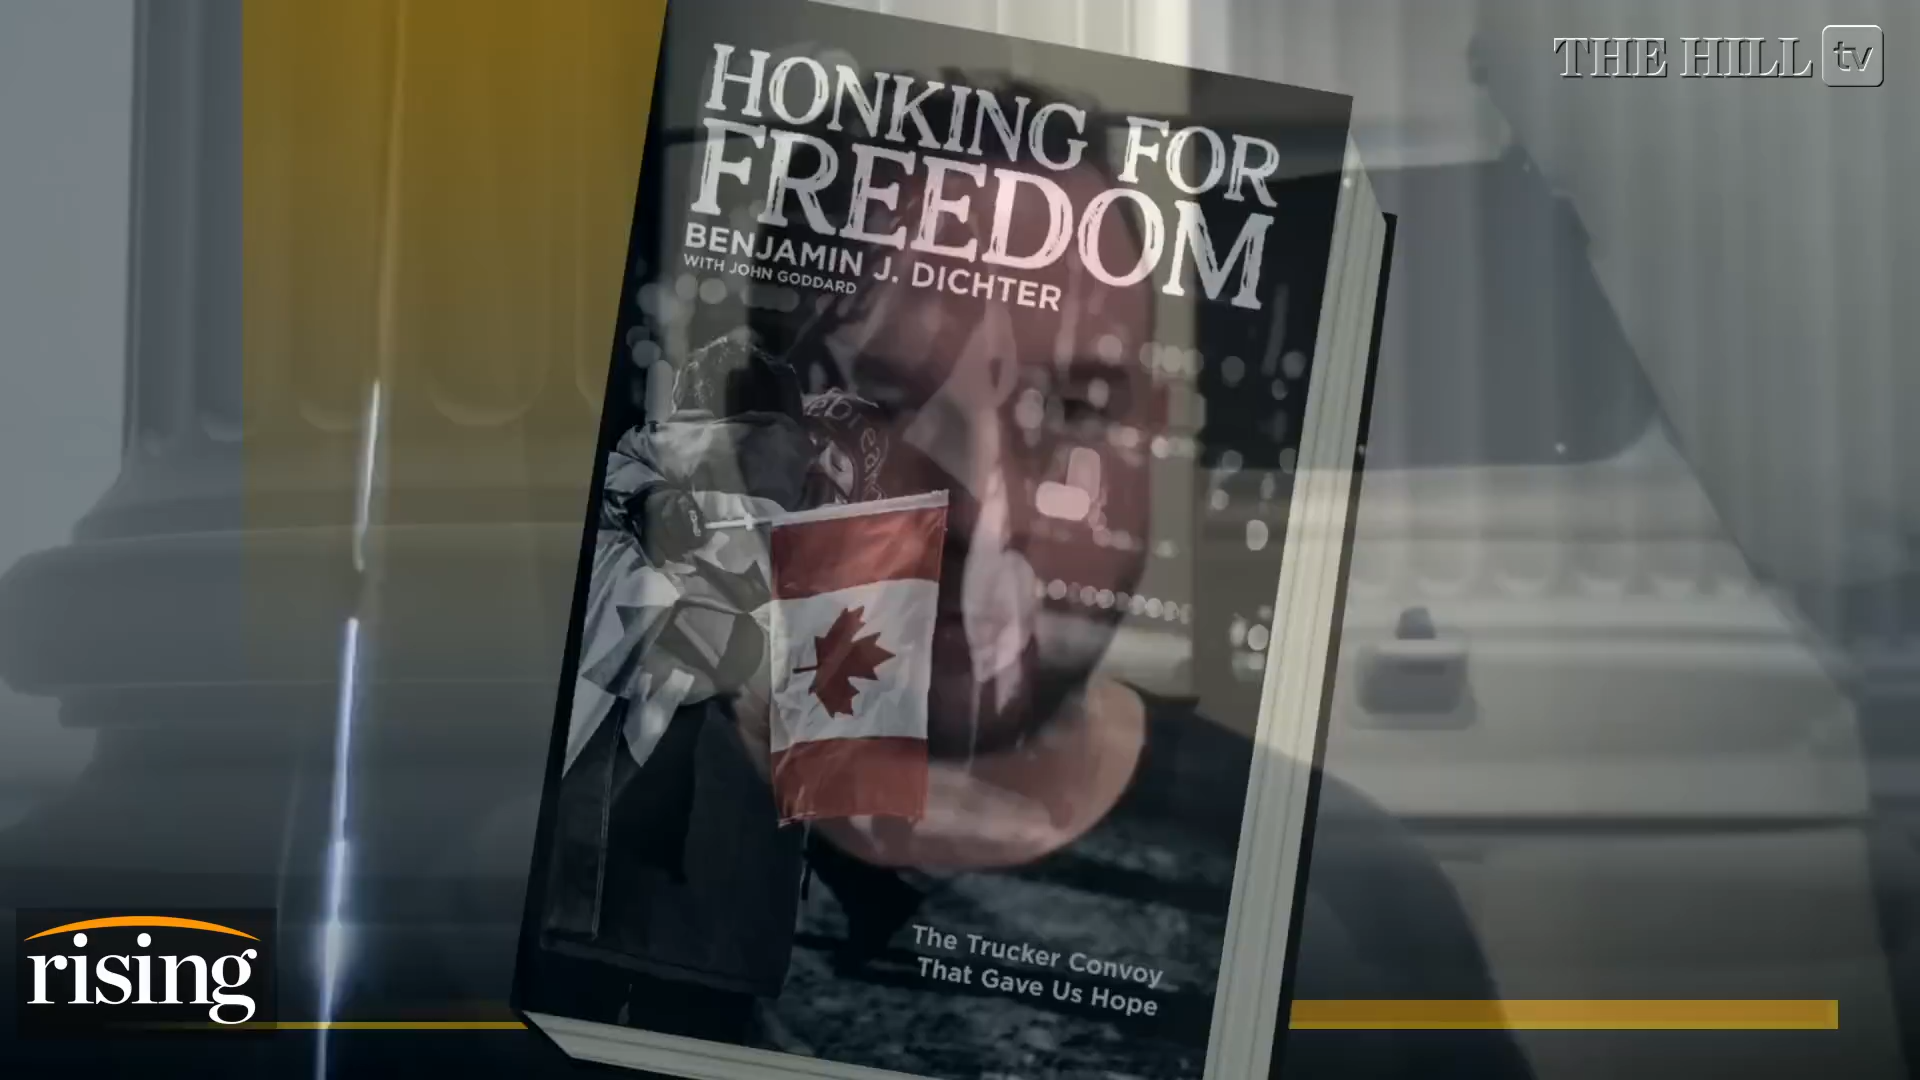 THE HILL tv
HONKING FOR
FREEDOM
BENJAMIN J. DICHTER
WITH JOHN GODDARD
The Trucker Convoy
That Gave Us Hope
rising